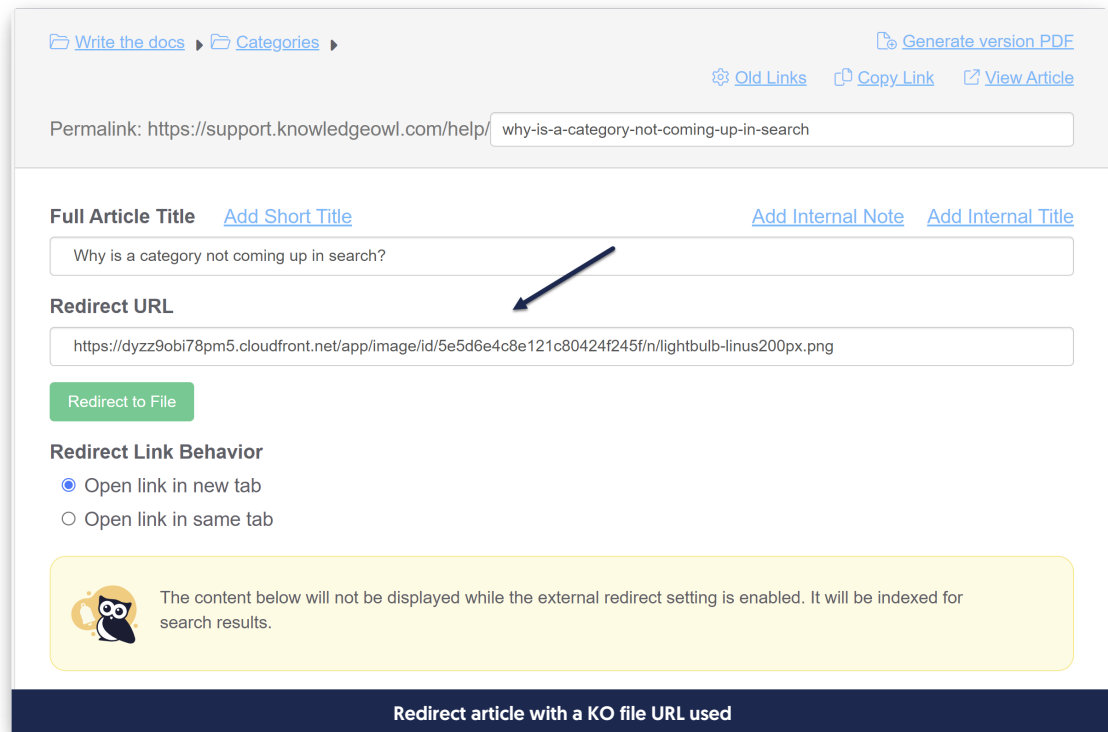 Write the docs Categories Generate version PDF
Old Links Copy Link View Article
Permalink: https://support.knowledgeowl.com/help/ why-is-a-category-not-coming-up-in-search
Full Article Title Add Short Title Add Internal Note Add Internal Title
Why is a category not coming up in search?
Redirect URL
https://dyzz9obi78pm5.cloudfront.net/app/image/id/5e5d6e4c8e121c80424f245f/n/lightbulb-linus200px.png
Redirect to File
Redirect Link Behavior
Open link in new tab
Open link in same tab
The content below will not be displayed while the external redirect setting is enabled. It will be indexed for
search results.
Redirect article with a KO file URL used